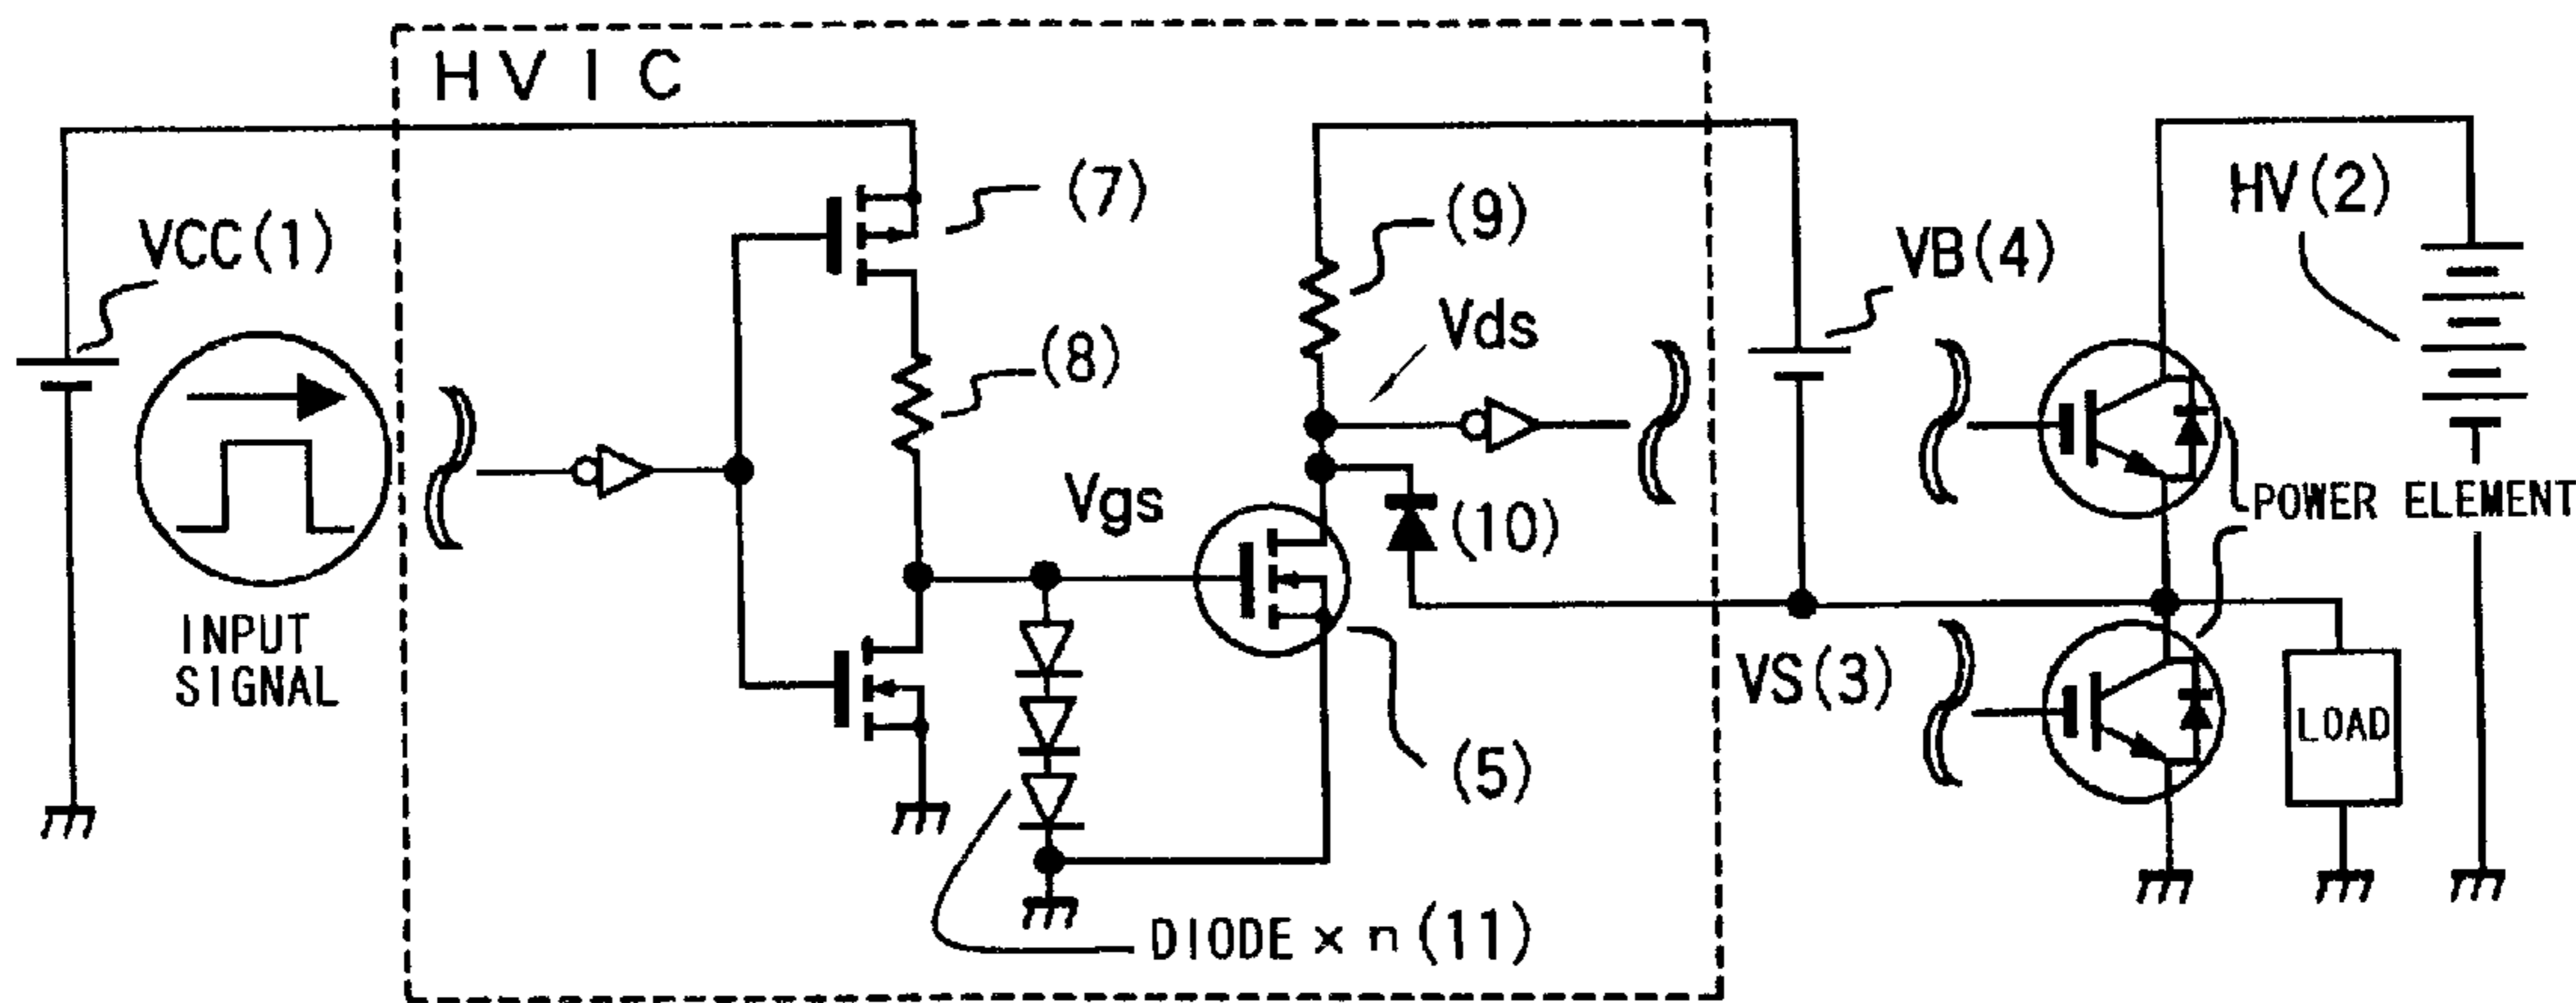 HVIC
(7)
HV(2)
(9)
VCC(1)
VB(4)
Vds
(8)
Vgs
POWER ELEMENT
(10)
INPUT
SIGNAL
VS(3)
LOAD
(5)
DIODE × n (11)